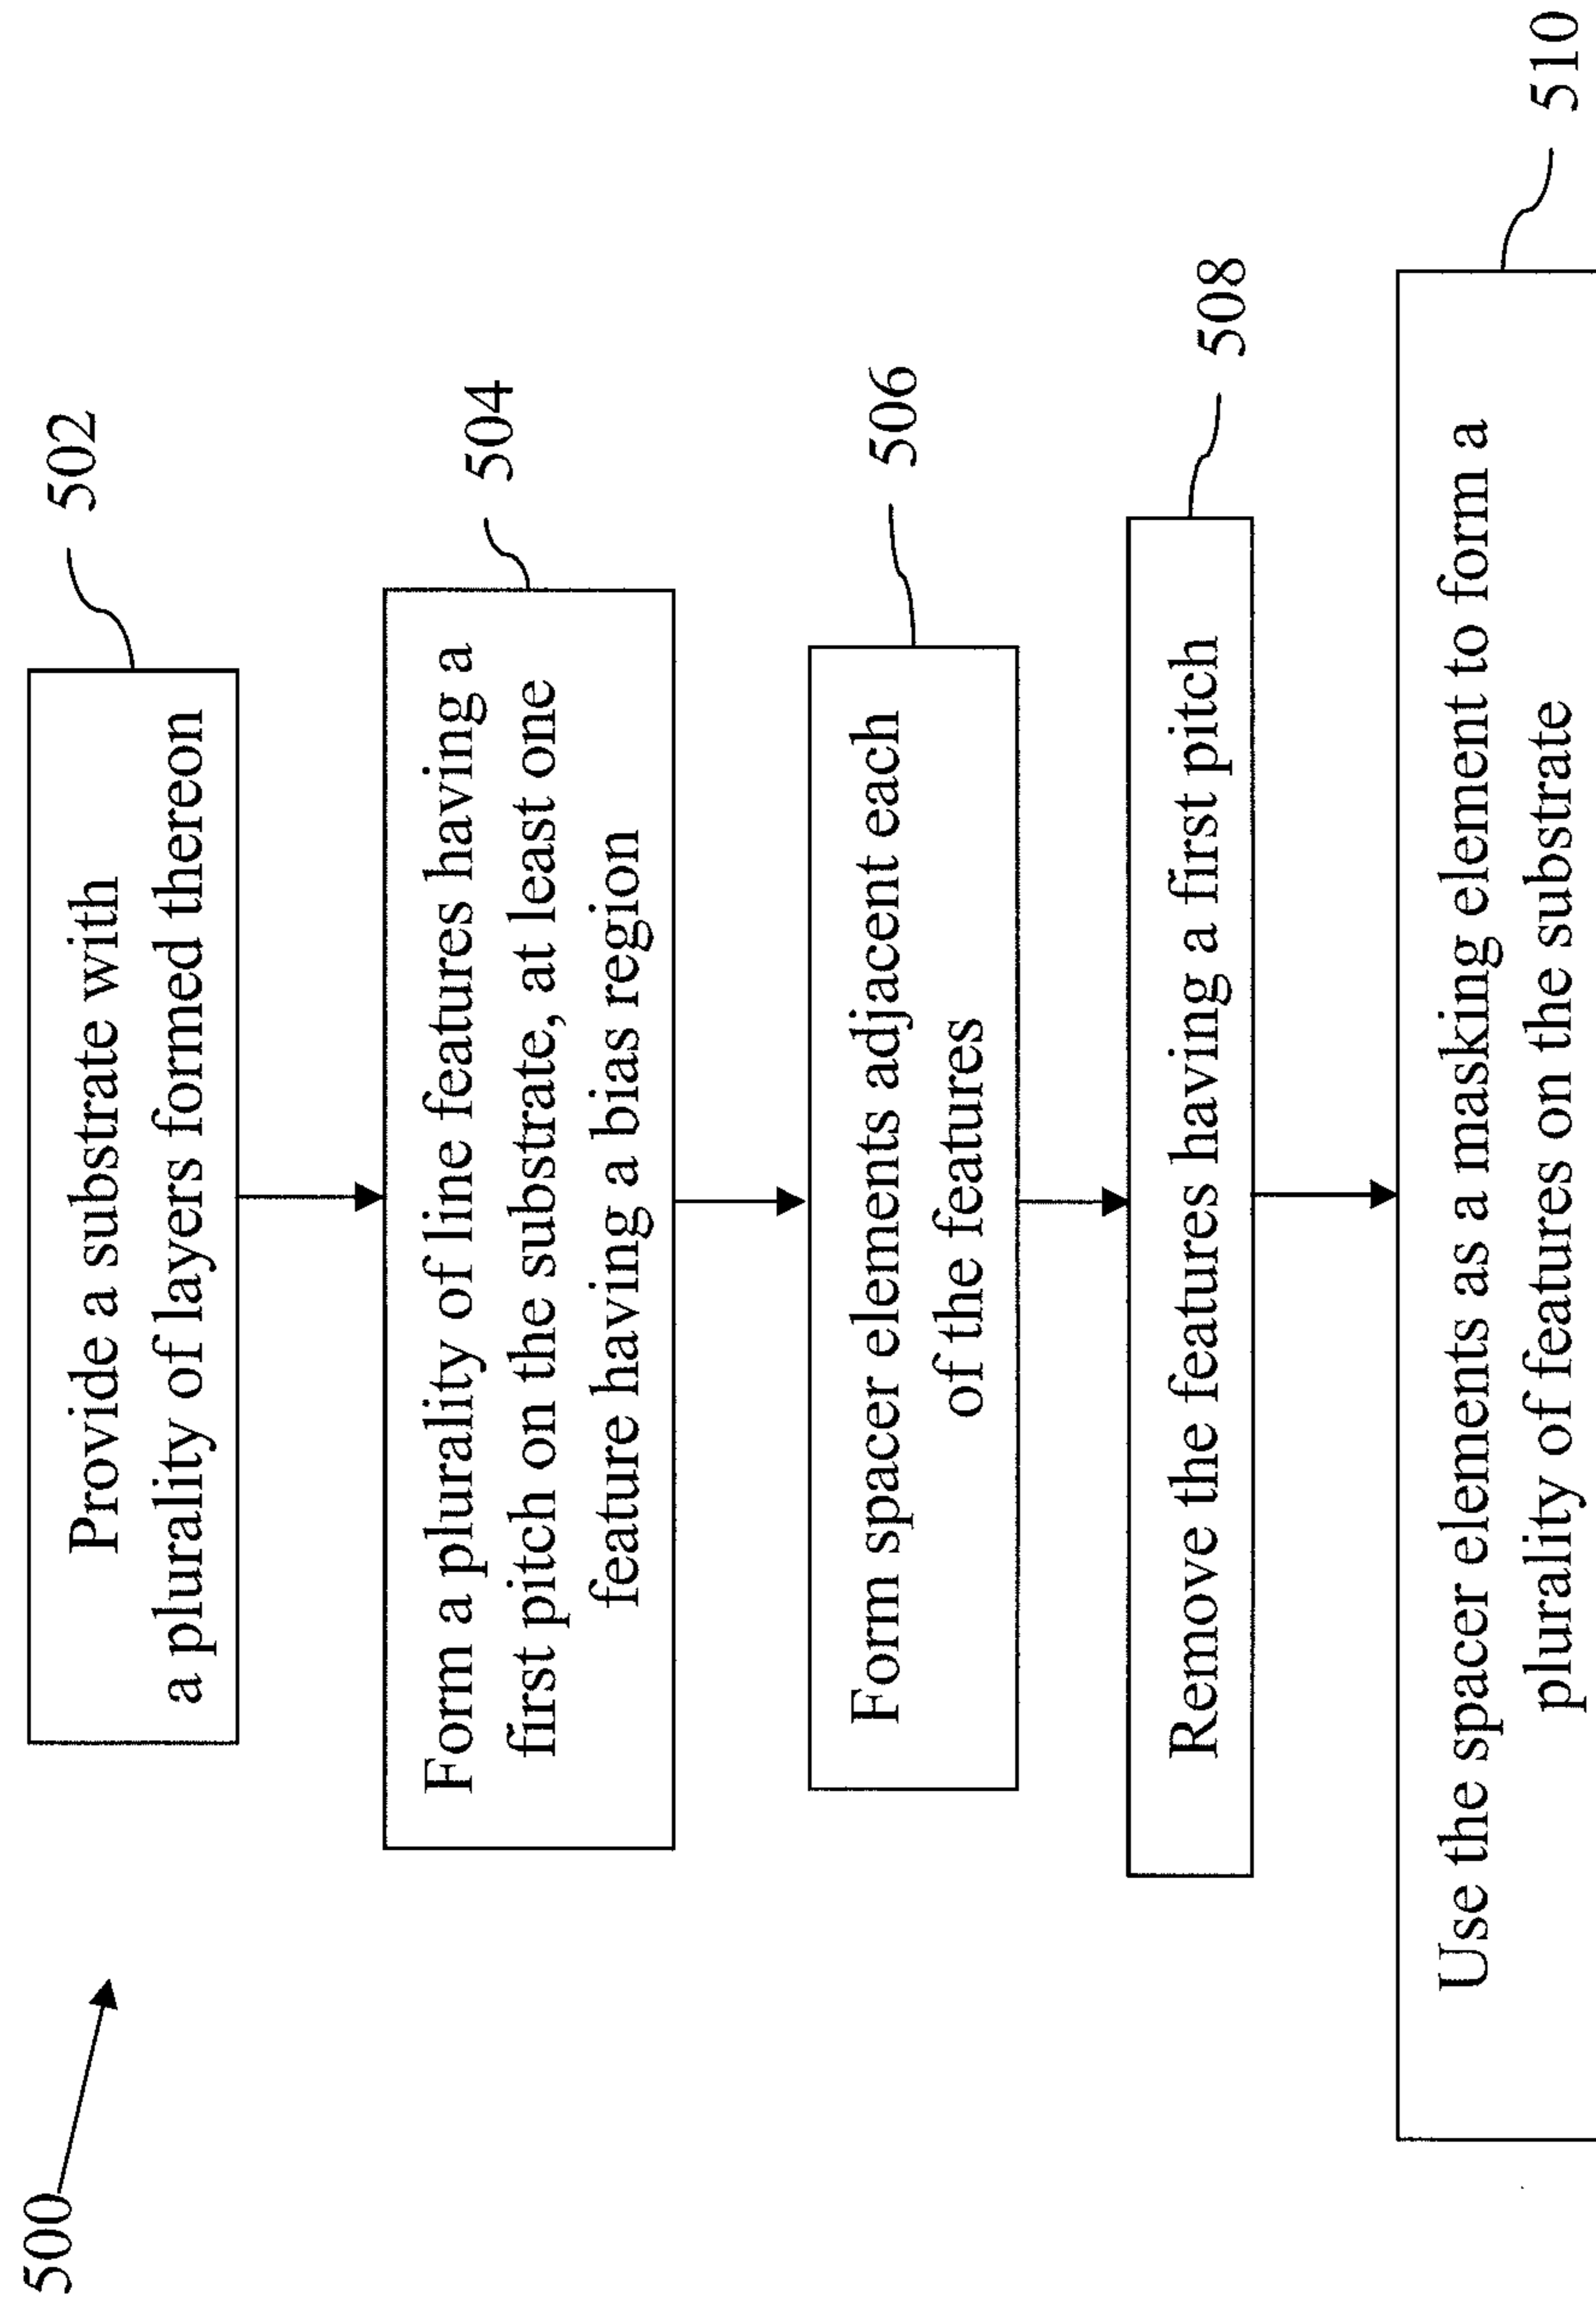 500
Provide a substrate with
a plurality of layers formed thereon
502
Form a plurality of line features having a
first pitch on the substrate, at least one
feature having a bias region
504
Form spacer elements adjacent each
of the features
506
Remove the features having a first pitch
508
Use the spacer elements as a masking element to form a
plurality of features on the substrate
510